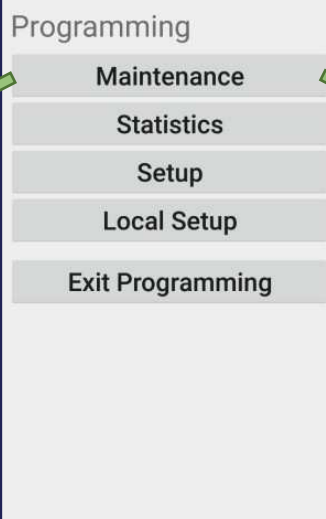 Programming
Maintenance
Statistics
Setup
Local Setup
Exit Programming